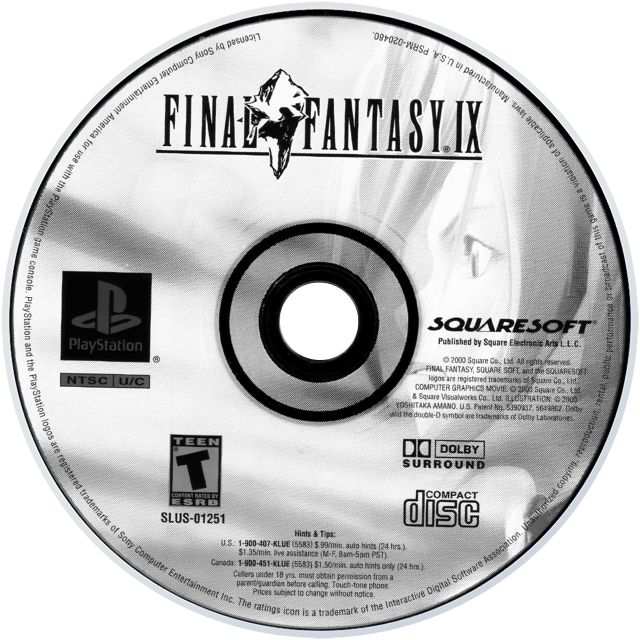 Licensed by Sony Computer Entertainment America for use with the PlayStation game console. PlayStation and the PlayStation logos are registered trademarks of Sony Computer Entertainment Inc. The ratings icon is a trademark of the Interactive Digital Software Association. Unauthorized copying, reproduction, rental, public performance or broadcast of this game is a violation of applicable laws. Manufactured in U.S.A. PSRM-020480.
FINAL FANTASY® IX
PlayStation®
NTSC U/C
SQUARESOFT®
Published by Square Electronic Arts L.L.C.
© 2000 Square Co., Ltd. All rights reserved.
FINAL FANTASY, SQUARE SOFT, and the SQUARESOFT
logos are registered trademarks of Square Co., Ltd.
COMPUTER GRAPHICS MOVIE: © 2000 Square Co., Ltd.
& Square Visualworks Co., Ltd. ILLUSTRATION: © 2000
YOSHITAKA AMANO. U.S. Patent No. 5390937, 5649862. Dolby
and the double-D symbol are trademarks of Dolby Laboratories.
TEEN
T
CONTENT RATED BY
ESRB
SLUS-01251
DOLBY
SURROUND
COMPACT
disc
Hints & Tips:
U.S.: 1-900-407-KLUE (5583) $.99/min. auto hints (24 hrs.)
$1.35/min. live assistance (M-F, 8am-5pm PST).
Canada: 1-900-451-KLUE (5583) $1.50/min. auto hints only (24 hrs.).
Callers under 18 yrs. must obtain permission from a
parent/guardian before calling. Touch-tone phone.
Prices subject to change without notice.